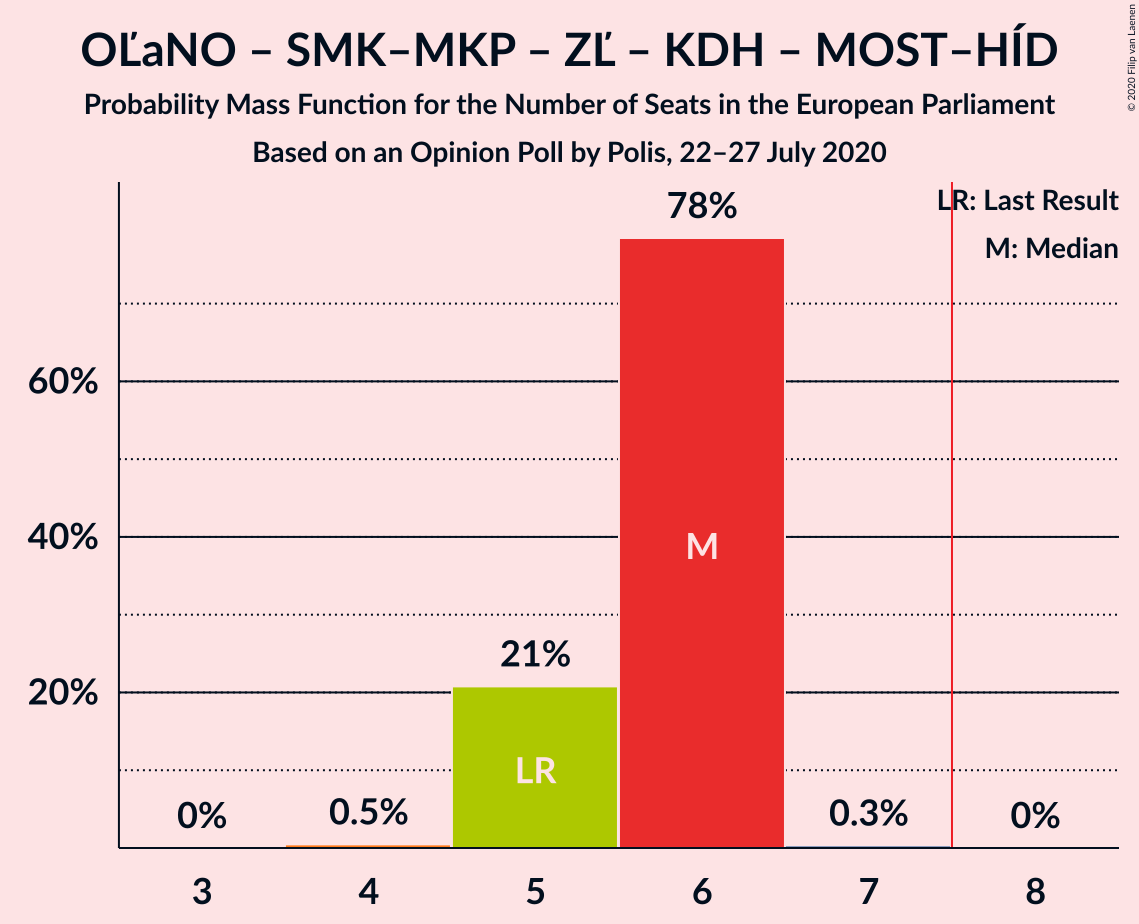 OĽaNO – SMK–MKP – ZĽ – KDH – MOST–HÍD
Probability Mass Function for the Number of Seats in the European Parliament
Based on an Opinion Poll by Polis, 22–27 July 2020
© 2020 Filip van Laenen
LR: Last Result
M: Median
78%
60%
M
40%
21%
20%
LR
0%
0.5%
0.3%
0%
3 4 5 6 7 8